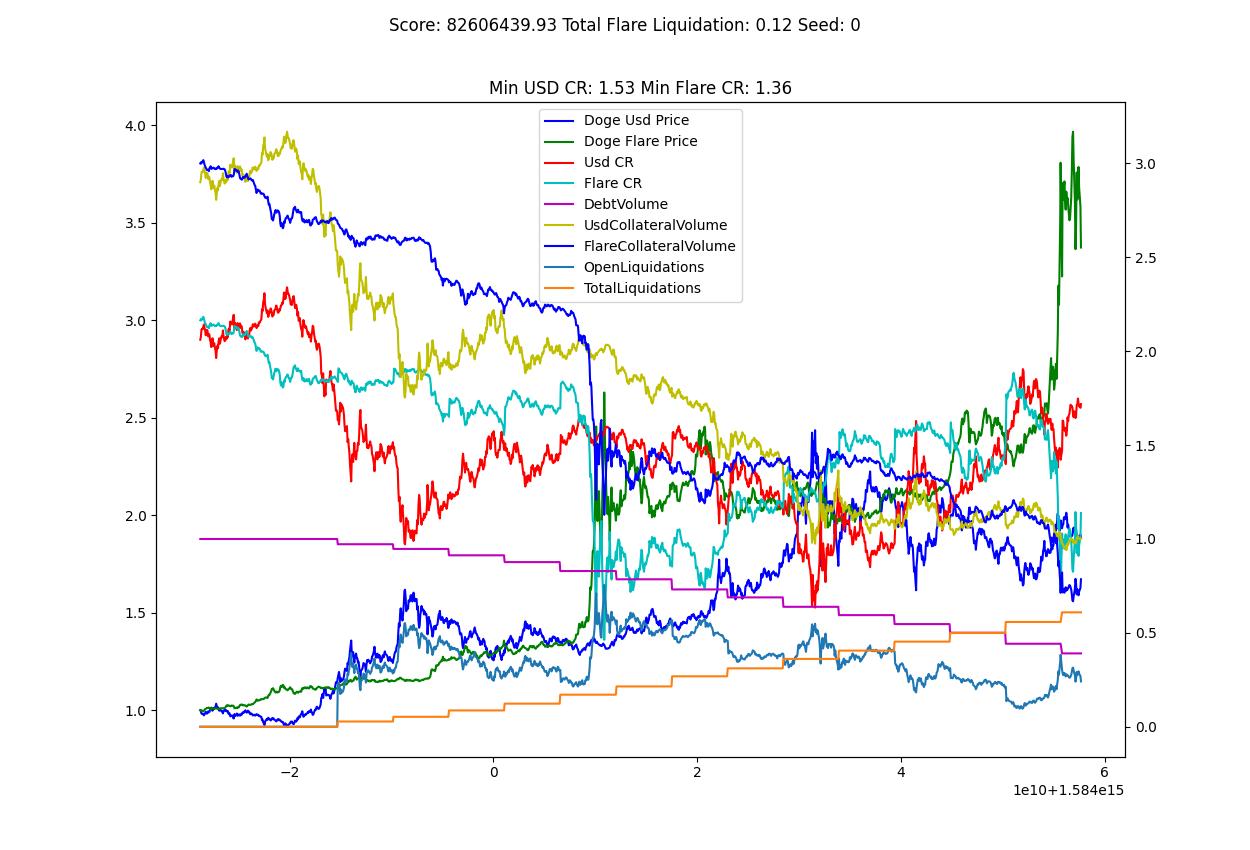 Score: 82606439.93 Total Flare Liquidation: 0.12 Seed: 0
Min USD CR: 1.53 Min Flare CR: 1.36
Doge Usd Price
Doge Flare Price
Usd CR
Flare CR
DebtVolume
UsdCollateralVolume
FlareCollateralVolume
OpenLiquidations
TotalLiquidations
4.0
3.5
3.0
2.5
2.0
1.5
1.0
3.0
2.5
2.0
1.5
1.0
0.5
0.0
−2
0
2
4
6
1e10+1.584e15